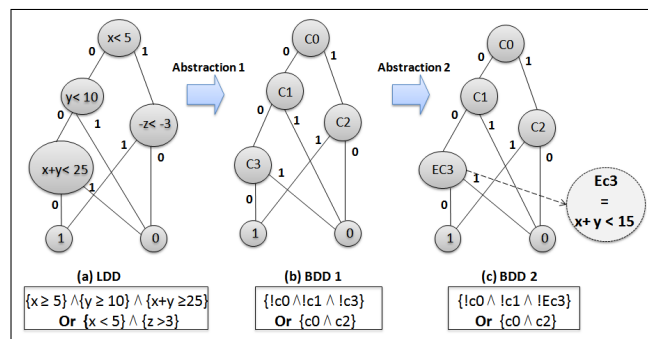 x< 5
C0
C0
0
1
0
1
0
1
Abstraction 1
Abstraction 2
y< 10
-z< -3
C1
C2
C1
C2
0
1
0
0
1
0
0
1
0
x+y< 25
C3
EC3
1
1
1
1
1
1
0
0
0
Ec3
=
x+ y < 15
1
0
1
0
1
0
(a) LDD
(b) BDD 1
(c) BDD 2
{x ≥ 5} ∧{y ≥ 10} ∧ {x+y ≥25}
Or {x < 5} ∧ {z >3}
{!c0 ∧!c1 ∧ !c3}
Or {c0 ∧ c2}
{!c0 ∧ !c1 ∧ !Ec3}
Or {c0 ∧ c2}